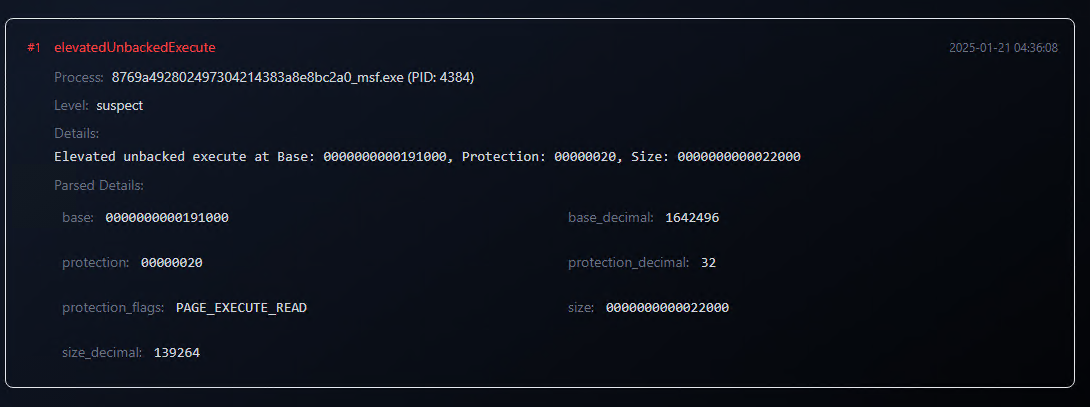 #1 elevatedUnbackedExecute 2025-01-21 04:36:08
Process: 8769a492802497304214383a8e8bc2a0_msf.exe (PID: 4384)
Level: suspect
Details:
Elevated unbacked execute at Base: 0000000000191000, Protection: 00000020, Size: 0000000000022000
Parsed Details:
base: 0000000000191000 base_decimal: 1642496
protection: 00000020 protection_decimal: 32
protection_flags: PAGE_EXECUTE_READ size: 0000000000022000
size_decimal: 139264